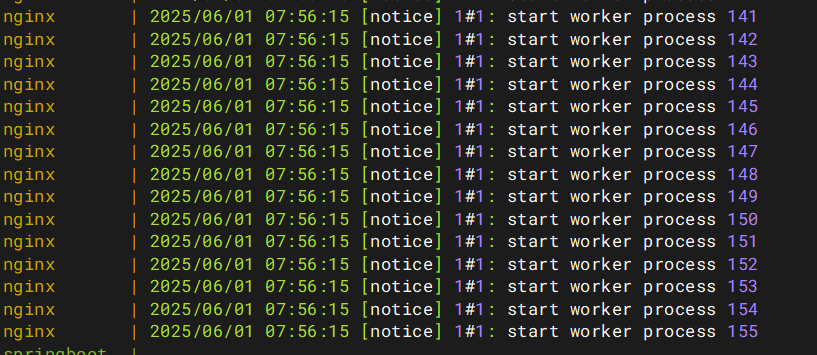 nginx | 2025/06/01 07:56:15 [notice] 1#1: start worker process 141
nginx | 2025/06/01 07:56:15 [notice] 1#1: start worker process 142
nginx | 2025/06/01 07:56:15 [notice] 1#1: start worker process 143
nginx | 2025/06/01 07:56:15 [notice] 1#1: start worker process 144
nginx | 2025/06/01 07:56:15 [notice] 1#1: start worker process 145
nginx | 2025/06/01 07:56:15 [notice] 1#1: start worker process 146
nginx | 2025/06/01 07:56:15 [notice] 1#1: start worker process 147
nginx | 2025/06/01 07:56:15 [notice] 1#1: start worker process 148
nginx | 2025/06/01 07:56:15 [notice] 1#1: start worker process 149
nginx | 2025/06/01 07:56:15 [notice] 1#1: start worker process 150
nginx | 2025/06/01 07:56:15 [notice] 1#1: start worker process 151
nginx | 2025/06/01 07:56:15 [notice] 1#1: start worker process 152
nginx | 2025/06/01 07:56:15 [notice] 1#1: start worker process 153
nginx | 2025/06/01 07:56:15 [notice] 1#1: start worker process 154
nginx | 2025/06/01 07:56:15 [notice] 1#1: start worker process 155
springboot |